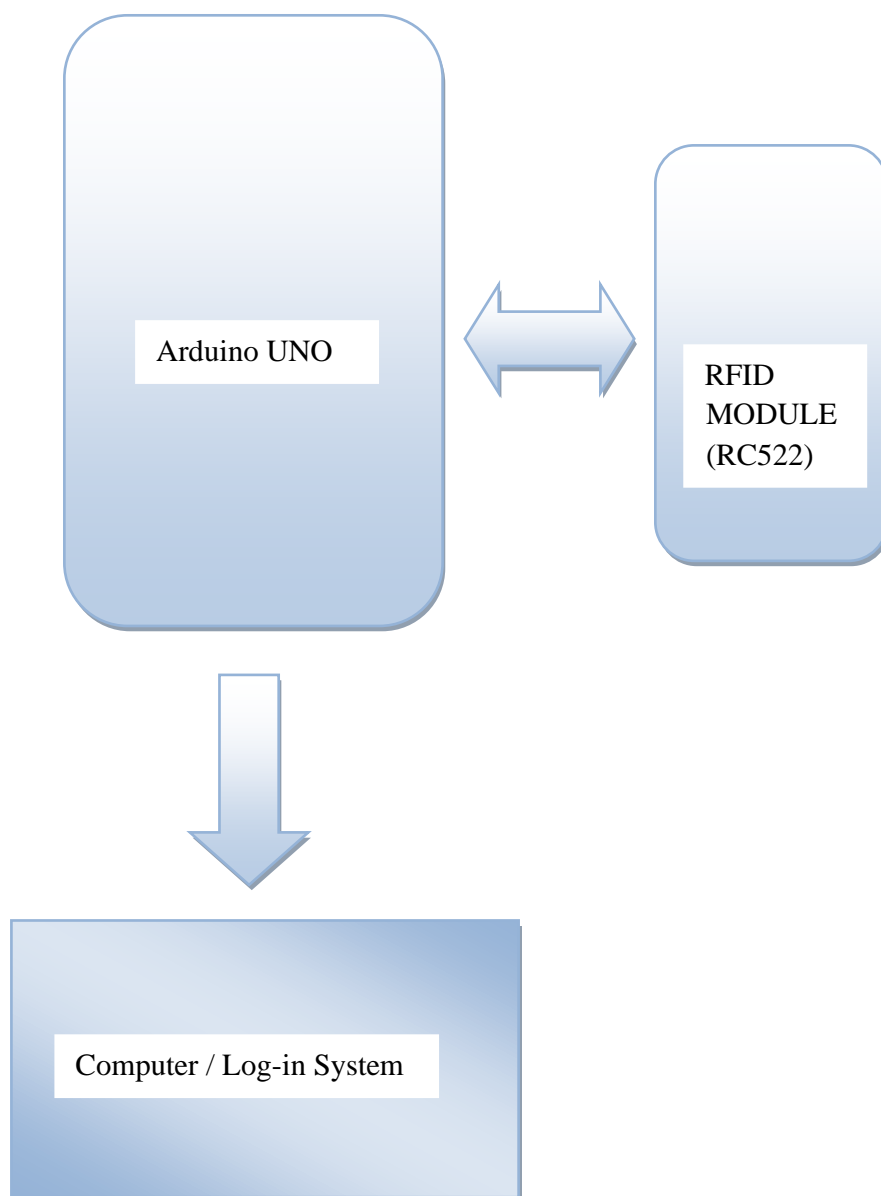 Arduino UNO
RFID
MODULE
(RC522)
Computer / Log-in System